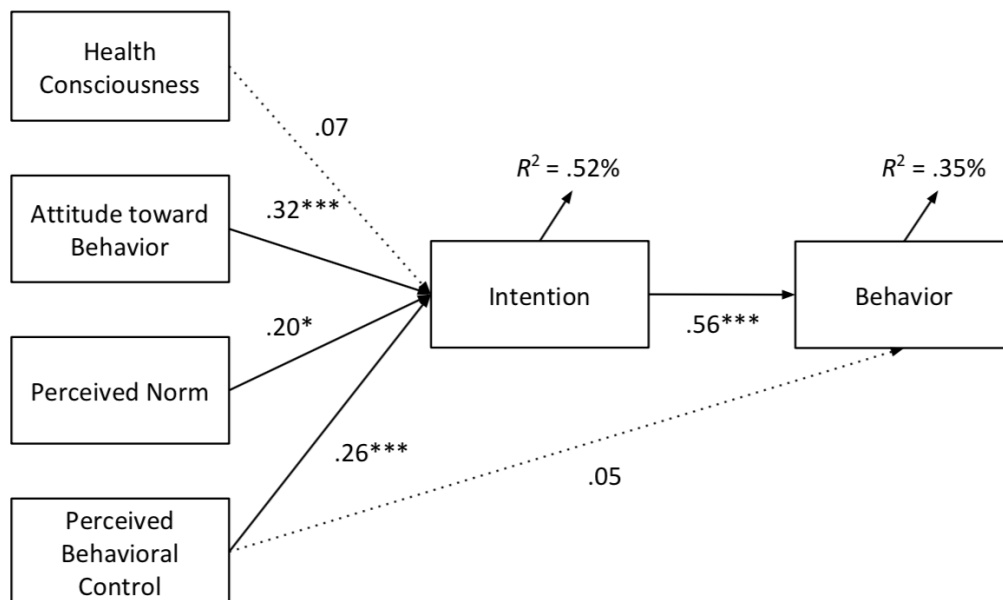 Health
Consciousness
.07
R² = .52%
R² = .35%
Attitude toward
Behavior
.32***
Intention
Behavior
.56***
.20*
Perceived Norm
.26***
.05
Perceived
Behavioral
Control